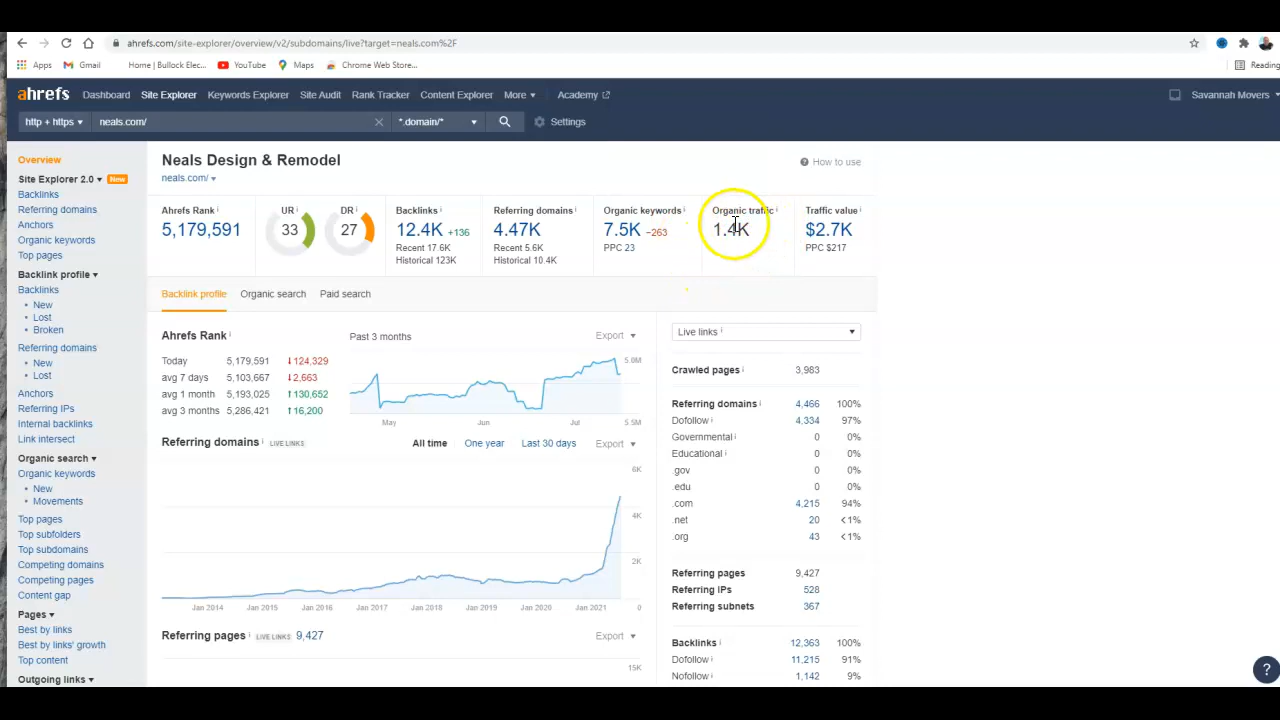 ahrefs.com/site-explorer/overview/v2/subdomains/live?target=neals.com%2F
Apps Gmail Home | Bullock Elec... YouTube Maps Chrome Web Store... Reading
ahrefs Dashboard Site Explorer Keywords Explorer Site Audit Rank Tracker Content Explorer More Academy Savannah Movers
http + https neals.com/ *.domain/* Settings
Overview
Site Explorer 2.0 New
Backlinks
Referring domains
Anchors
Organic keywords
Top pages
Backlink profile
Backlinks
New
Lost
Broken
Referring domains
New
Lost
Anchors
Referring IPs
Internal backlinks
Link intersect
Organic search
Organic keywords
New
Movements
Top pages
Top subfolders
Top subdomains
Competing domains
Competing pages
Content gap
Pages
Best by links
Best by links' growth
Top content
Outgoing links
Neals Design & Remodel
How to use
neals.com/
Ahrefs Rank
5,179,591
UR
33
DR
27
Backlinks
12.4K +136
Recent 17.6K
Historical 123K
Referring domains
4.47K
Recent 5.6K
Historical 10.4K
Organic keywords
7.5K −263
PPC 23
Organic traffic
1.4K
Traffic value
$2.7K
PPC $217
Backlink profile Organic search Paid search
Ahrefs Rank
Past 3 months Export
Today 5,179,591 ↓124,329
avg 7 days 5,103,667 ↓2,663
avg 1 month 5,193,025 ↑130,652
avg 3 months 5,286,421 ↑16,200
5.0M
5.5M
May Jun Jul
Referring domains LIVE LINKS All time One year Last 30 days Export
6K
4K
2K
0
Jan 2014 Jan 2015 Jan 2016 Jan 2017 Jan 2018 Jan 2019 Jan 2020 Jan 2021
Referring pages LIVE LINKS 9,427 Export
15K
Live links
Crawled pages 3,983
Referring domains 4,466 100%
Dofollow 4,334 97%
Governmental 0 0%
Educational 0 0%
.gov 0 0%
.edu 0 0%
.com 4,215 94%
.net 20 <1%
.org 43 <1%
Referring pages 9,427
Referring IPs 528
Referring subnets 367
Backlinks 12,363 100%
Dofollow 11,215 91%
Nofollow 1,142 9%
?